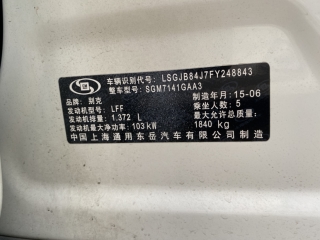 车辆识别代号: LSGJB84J7FY248843
整车型号: SGM7141GAA3
品牌: 别克
发动机型号: LFF
发动机排量: 1.372 L
发动机最大净功率: 103 kW
制造年月: 15-06
乘坐人数: 5
最大允许总质量: 1840 kg
中国上海通用东岳汽车有限公司制造